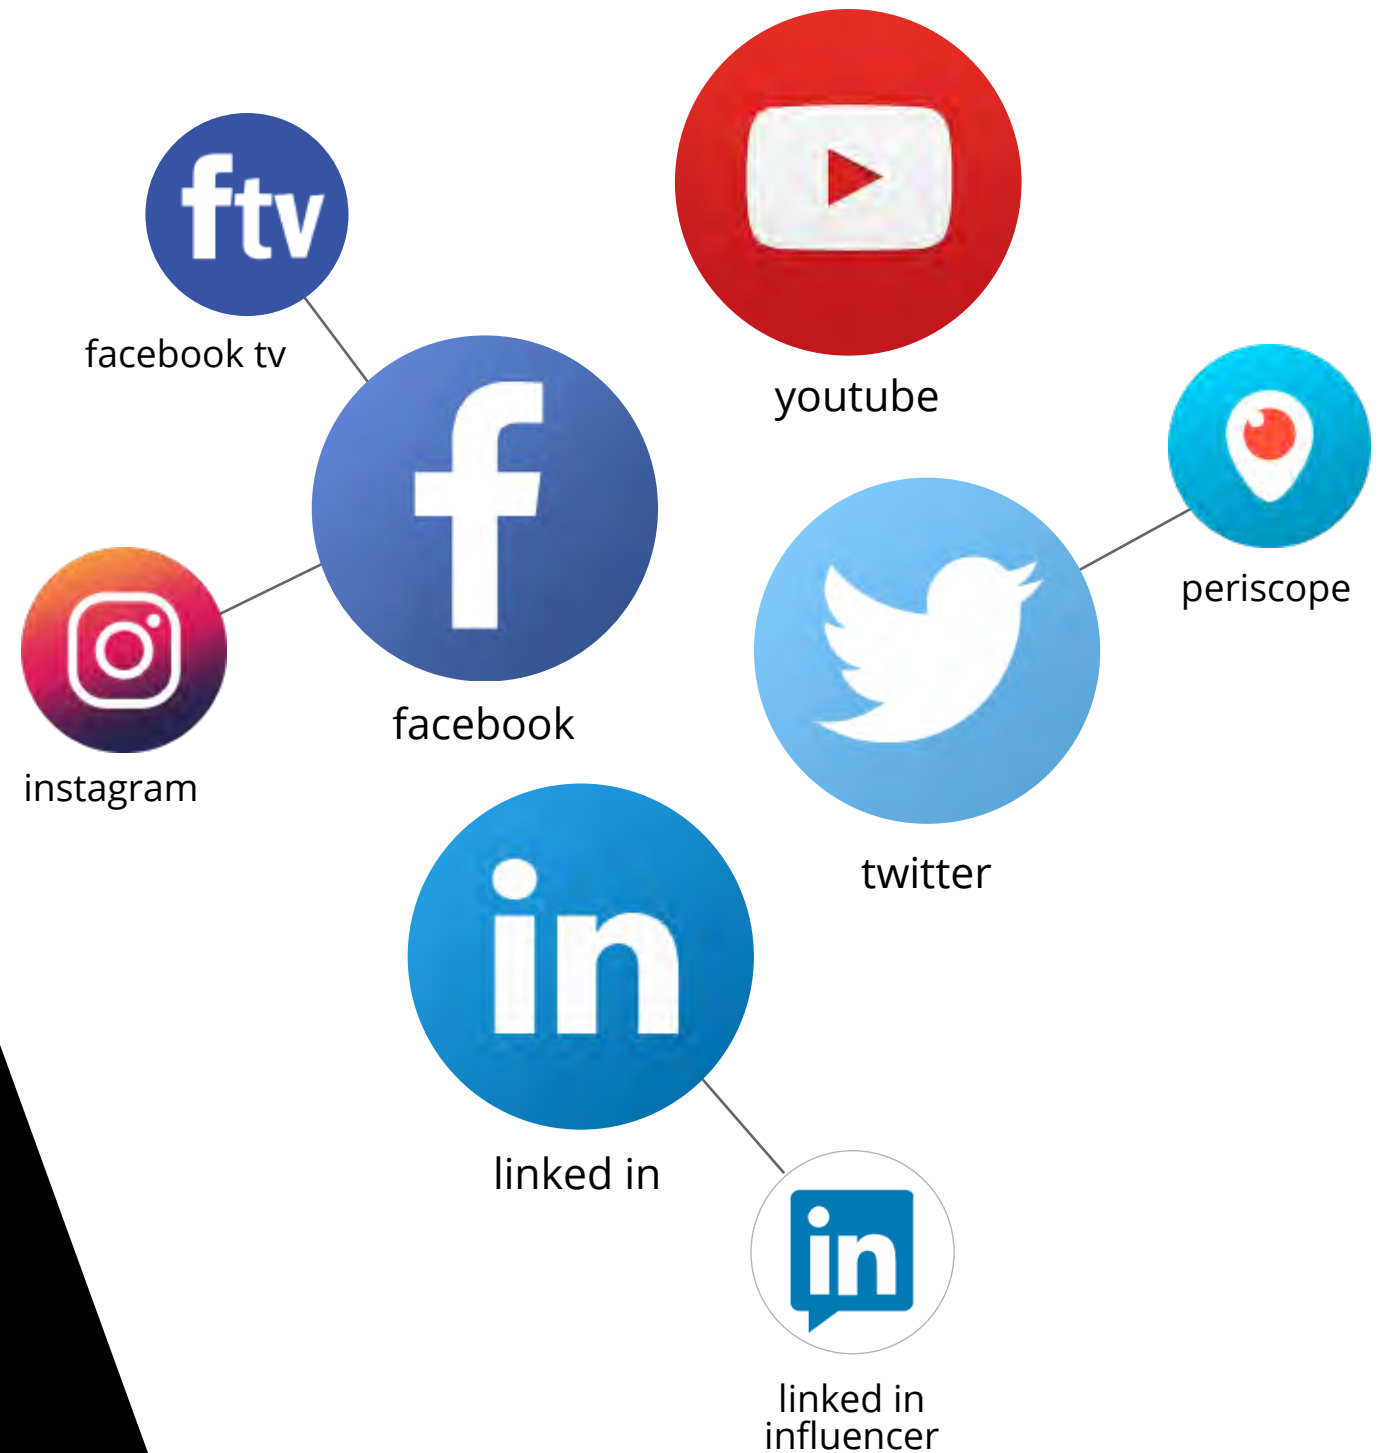 ftv
facebook tv
youtube
f
facebook
periscope
instagram
twitter
in
linked in
in
linked in
influencer